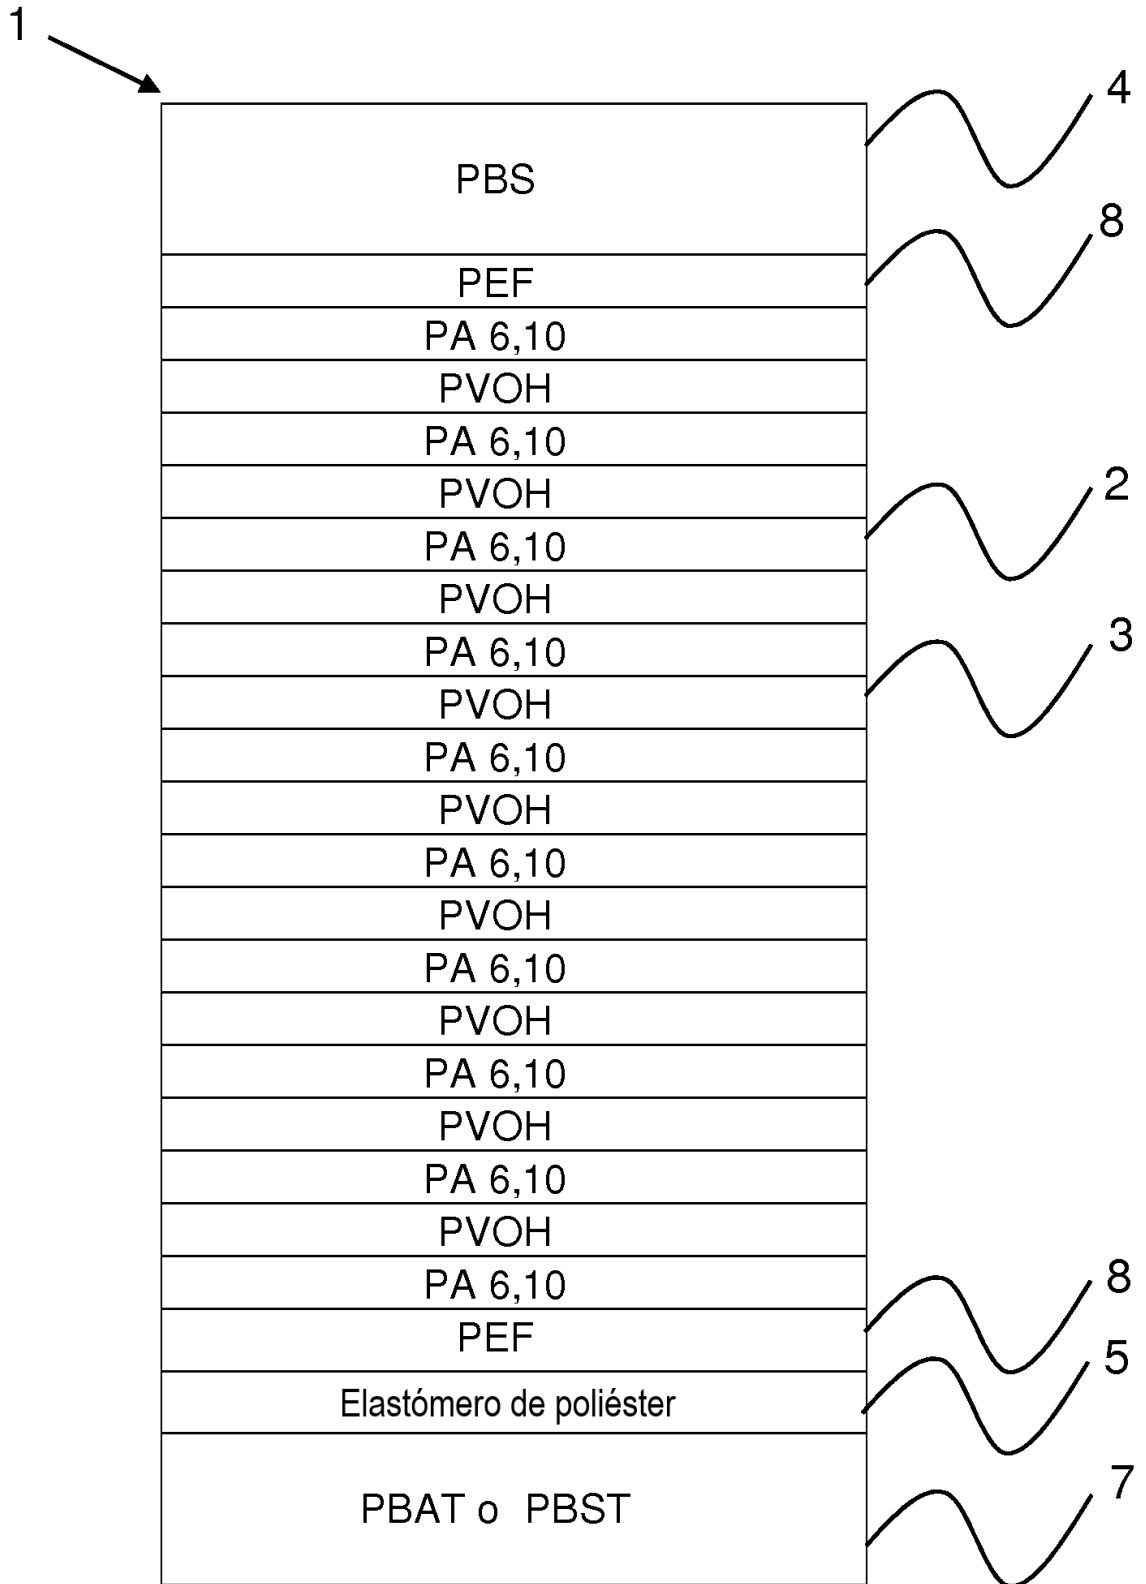 1
4
PBS
8
PEF
PA 6,10
PVOH
PA 6,10
PVOH
2
PA 6,10
PVOH
3
PA 6,10
PVOH
PA 6,10
PVOH
PA 6,10
PVOH
PA 6,10
PVOH
PA 6,10
PVOH
PA 6,10
PVOH
PA 6,10
8
PEF
5
Elastómero de poliéster
7
PBAT o PBST